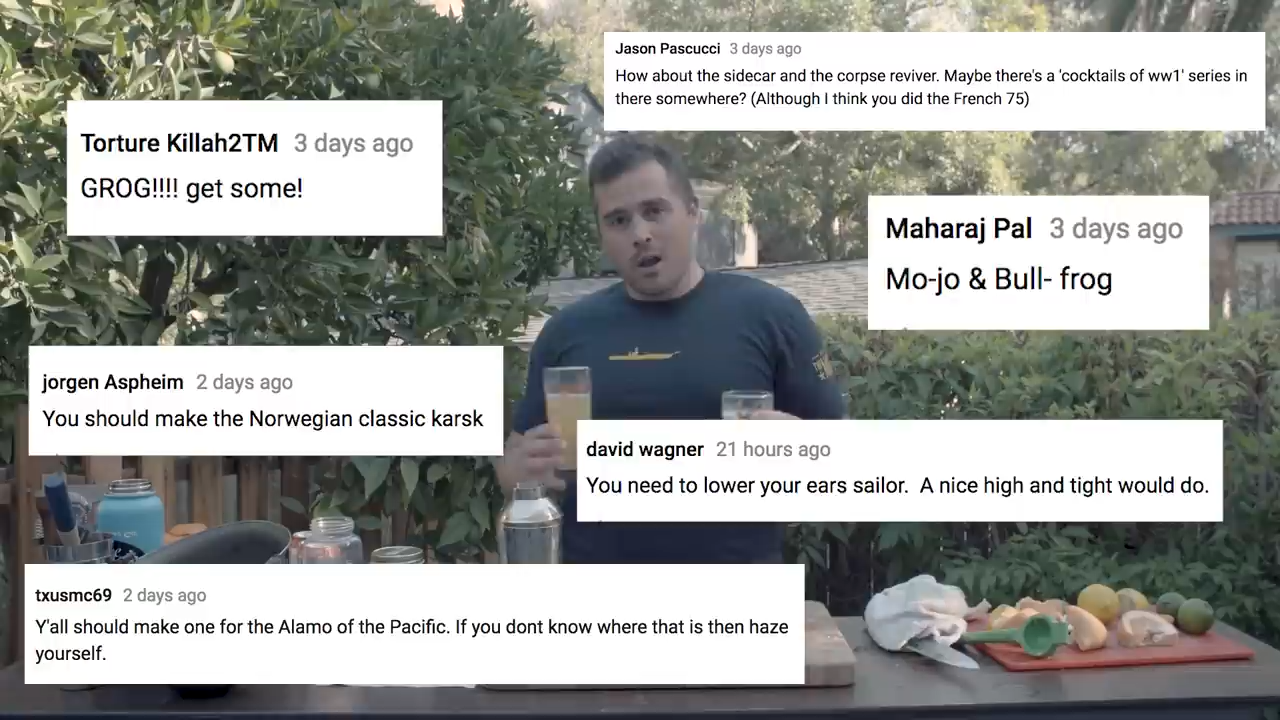 Jason Pascucci 3 days ago
How about the sidecar and the corpse reviver. Maybe there's a 'cocktails of ww1' series in
there somewhere? (Although I think you did the French 75)
Torture Killah2TM 3 days ago
GROG!!!! get some!
Maharaj Pal 3 days ago
Mo-jo & Bull- frog
jorgen Aspheim 2 days ago
You should make the Norwegian classic karsk
david wagner 21 hours ago
You need to lower your ears sailor. A nice high and tight would do.
txusmc69 2 days ago
Y'all should make one for the Alamo of the Pacific. If you dont know where that is then haze
yourself.